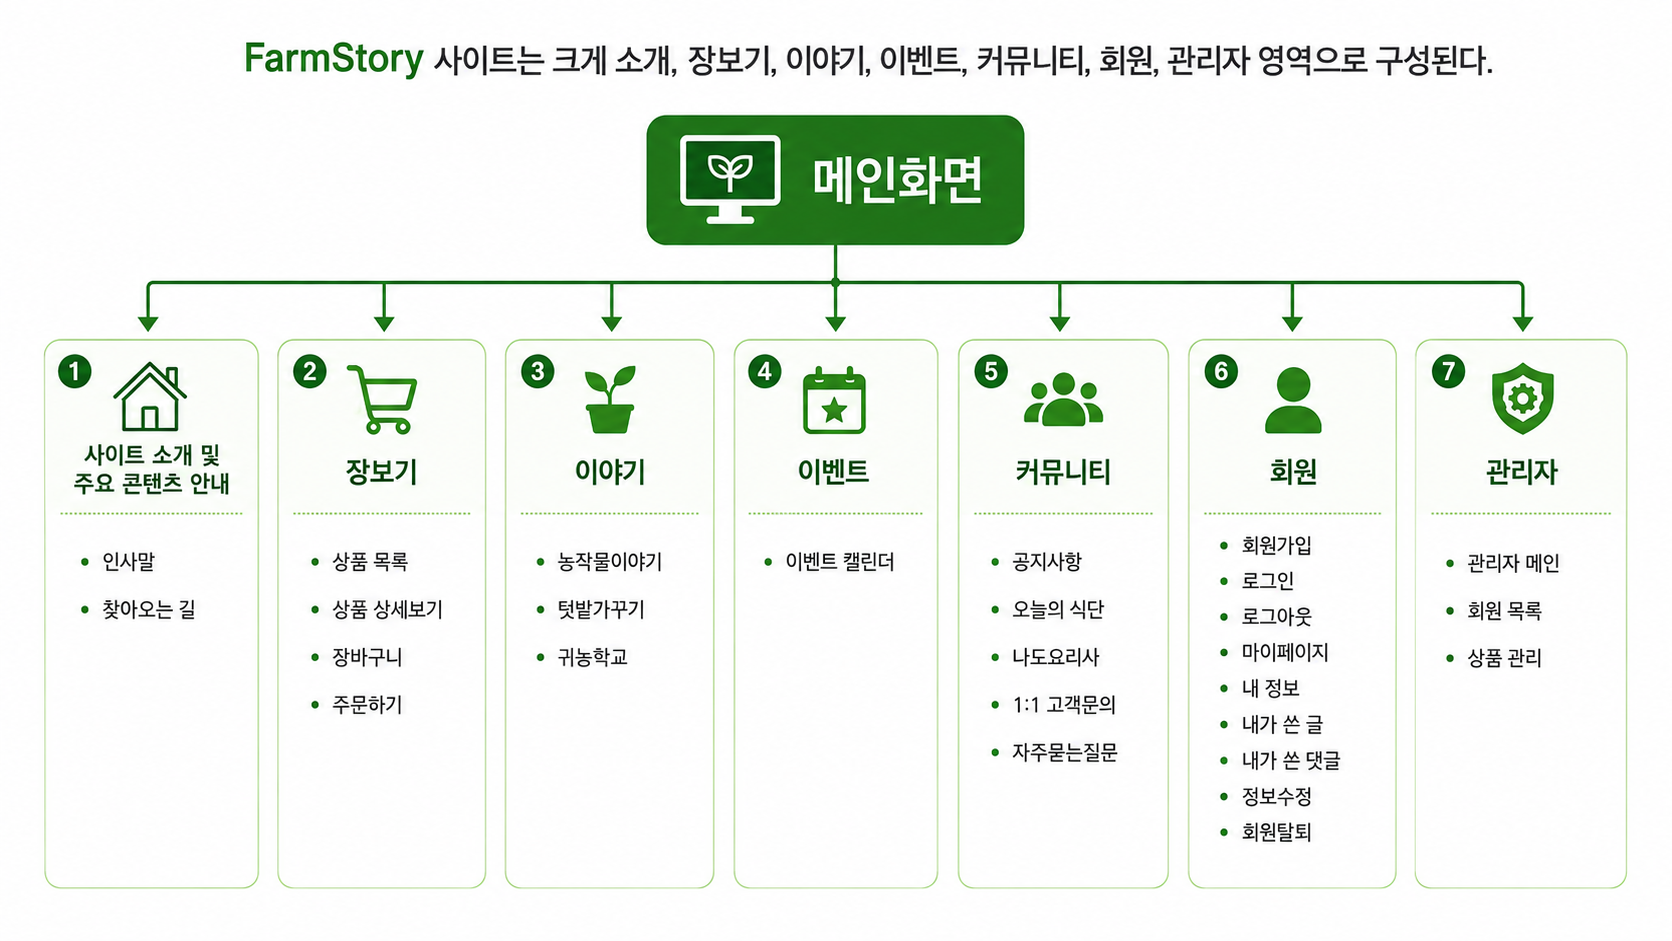 FarmStory 사이트는 크게 소개, 장보기, 이야기, 이벤트, 커뮤니티, 회원, 관리자 영역으로 구성된다.
메인화면
1
사이트 소개 및
주요 콘텐츠 안내
인사말
찾아오는 길
2
장보기
상품 목록
상품 상세보기
장바구니
주문하기
3
이야기
농작물이야기
텃밭가꾸기
귀농학교
4
이벤트
이벤트 캘린더
5
커뮤니티
공지사항
오늘의 식단
나도요리사
1:1 고객문의
자주묻는질문
6
회원
회원가입
로그인
로그아웃
마이페이지
내 정보
내가 쓴 글
내가 쓴 댓글
정보수정
회원탈퇴
7
관리자
관리자 메인
회원 목록
상품 관리